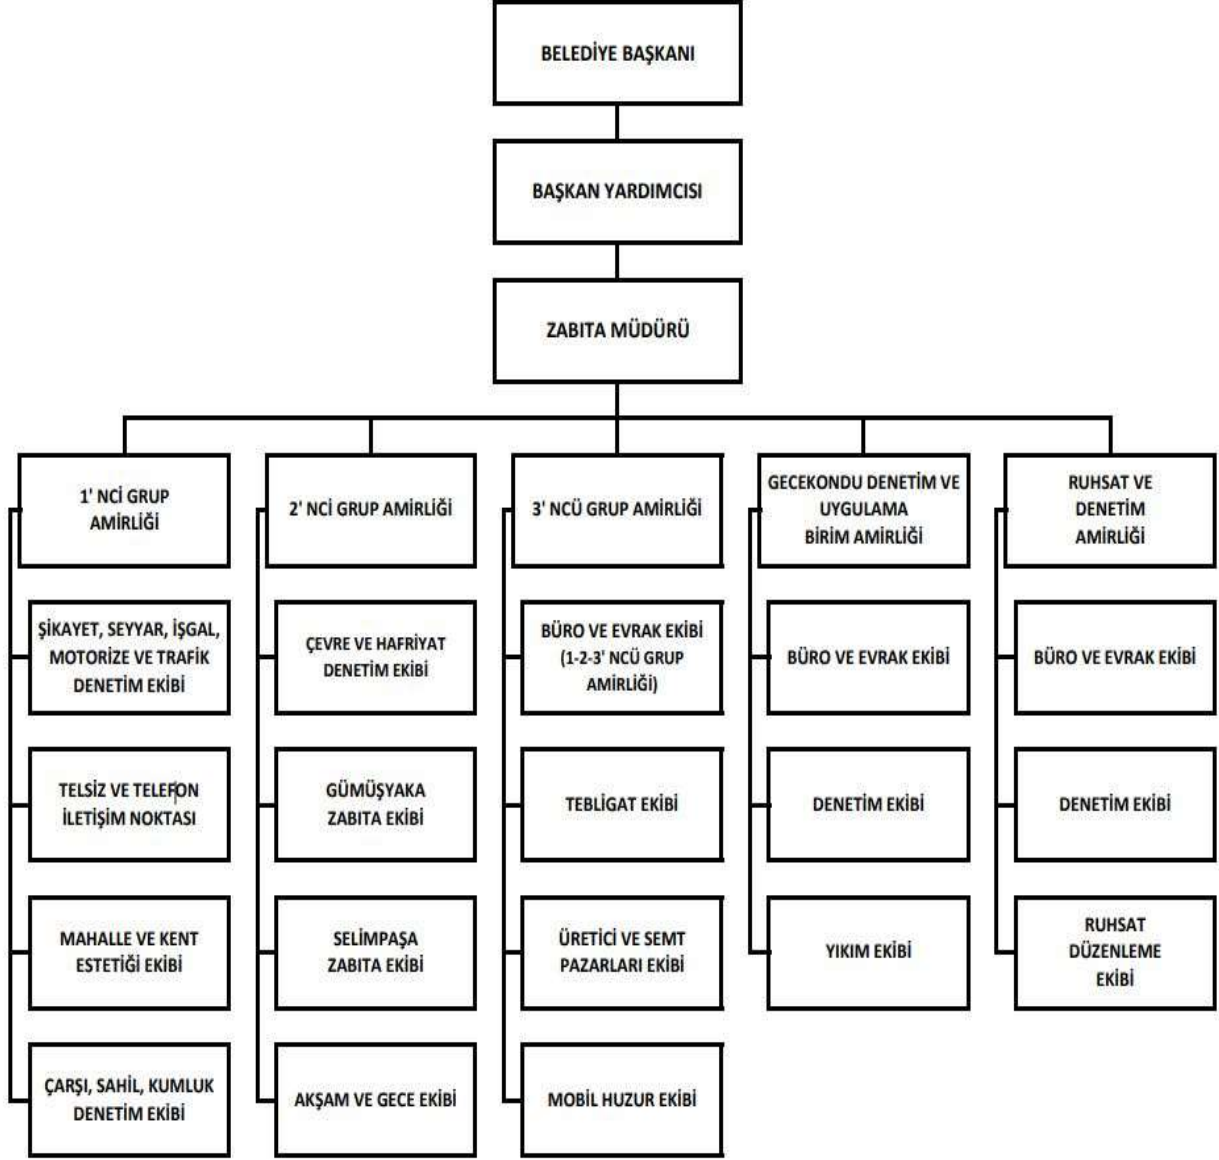 BELEDİYE BAŞKANI
BAŞKAN YARDIMCISI
ZABITA MÜDÜRÜ
1' NCİ GRUP
AMİRLİĞİ
2' NCİ GRUP AMİRLİĞİ
3' NCÜ GRUP AMİRLİĞİ
GECEKONDU DENETİM VE
UYGULAMA
BİRİM AMİRLİĞİ
RUHSAT VE
DENETİM
AMİRLİĞİ
ŞİKAYET, SEYYAR, İŞGAL,
MOTORİZE VE TRAFİK
DENETİM EKİBİ
ÇEVRE VE HAFRİYAT
DENETİM EKİBİ
BÜRO VE EVRAK EKİBİ
(1-2-3' NCÜ GRUP
AMİRLİĞİ)
BÜRO VE EVRAK EKİBİ
BÜRO VE EVRAK EKİBİ
TELSİZ VE TELEFON
İLETİŞİM NOKTASI
GÜMÜŞYAKA
ZABITA EKİBİ
TEBLİGAT EKİBİ
DENETİM EKİBİ
DENETİM EKİBİ
MAHALLE VE KENT
ESTETİĞİ EKİBİ
SELİMPAŞA
ZABITA EKİBİ
ÜRETİCİ VE SEMT
PAZARLARI EKİBİ
YIKIM EKİBİ
RUHSAT
DÜZENLEME
EKİBİ
ÇARŞI, SAHİL, KUMLUK
DENETİM EKİBİ
AKŞAM VE GECE EKİBİ
MOBİL HUZUR EKİBİ